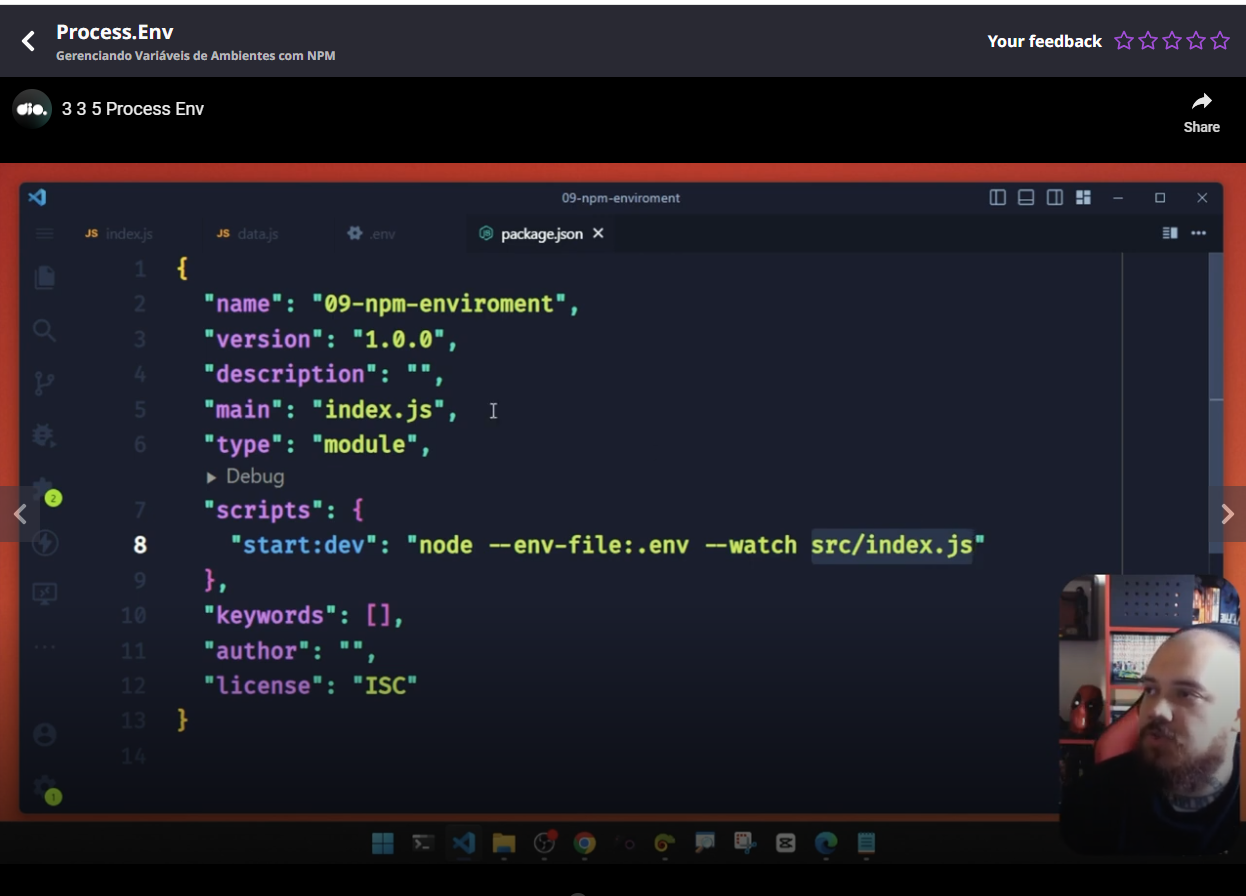 Process.Env
Gerenciando Variáveis de Ambientes com NPM
Your feedback
dio.
3 3 5 Process Env
Share
09-npm-enviroment
JS index.js
JS data.js
.env
package.json
1 {
2 "name": "09-npm-enviroment",
3 "version": "1.0.0",
4 "description": "",
5 "main": "index.js",
6 "type": "module",
Debug
7 "scripts": {
8 "start:dev": "node --env-file:.env --watch src/index.js"
9 },
10 "keywords": [],
11 "author": "",
12 "license": "ISC"
13 }
14
2
1